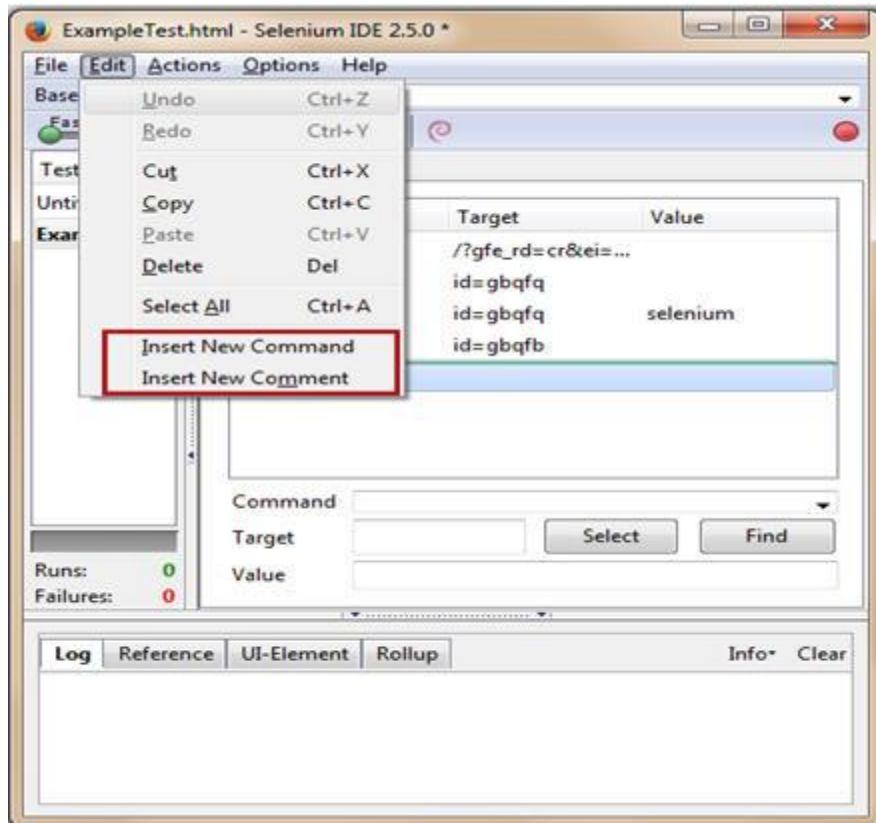 ExampleTest.html - Selenium IDE 2.5.0 *
File Edit Actions Options Help
Base
Undo Ctrl+Z
Redo Ctrl+Y
Cut Ctrl+X
Copy Ctrl+C
Paste Ctrl+V
Delete Del
Select All Ctrl+A
Insert New Command
Insert New Comment
Fas
Test
Unti
Exam
Target Value
/?gfe_rd=cr&ei=...
id=gbqfq
id=gbqfq selenium
id=gbqfb
Command
Target Select Find
Value
Runs: 0
Failures: 0
Log Reference UI-Element Rollup Info Clear